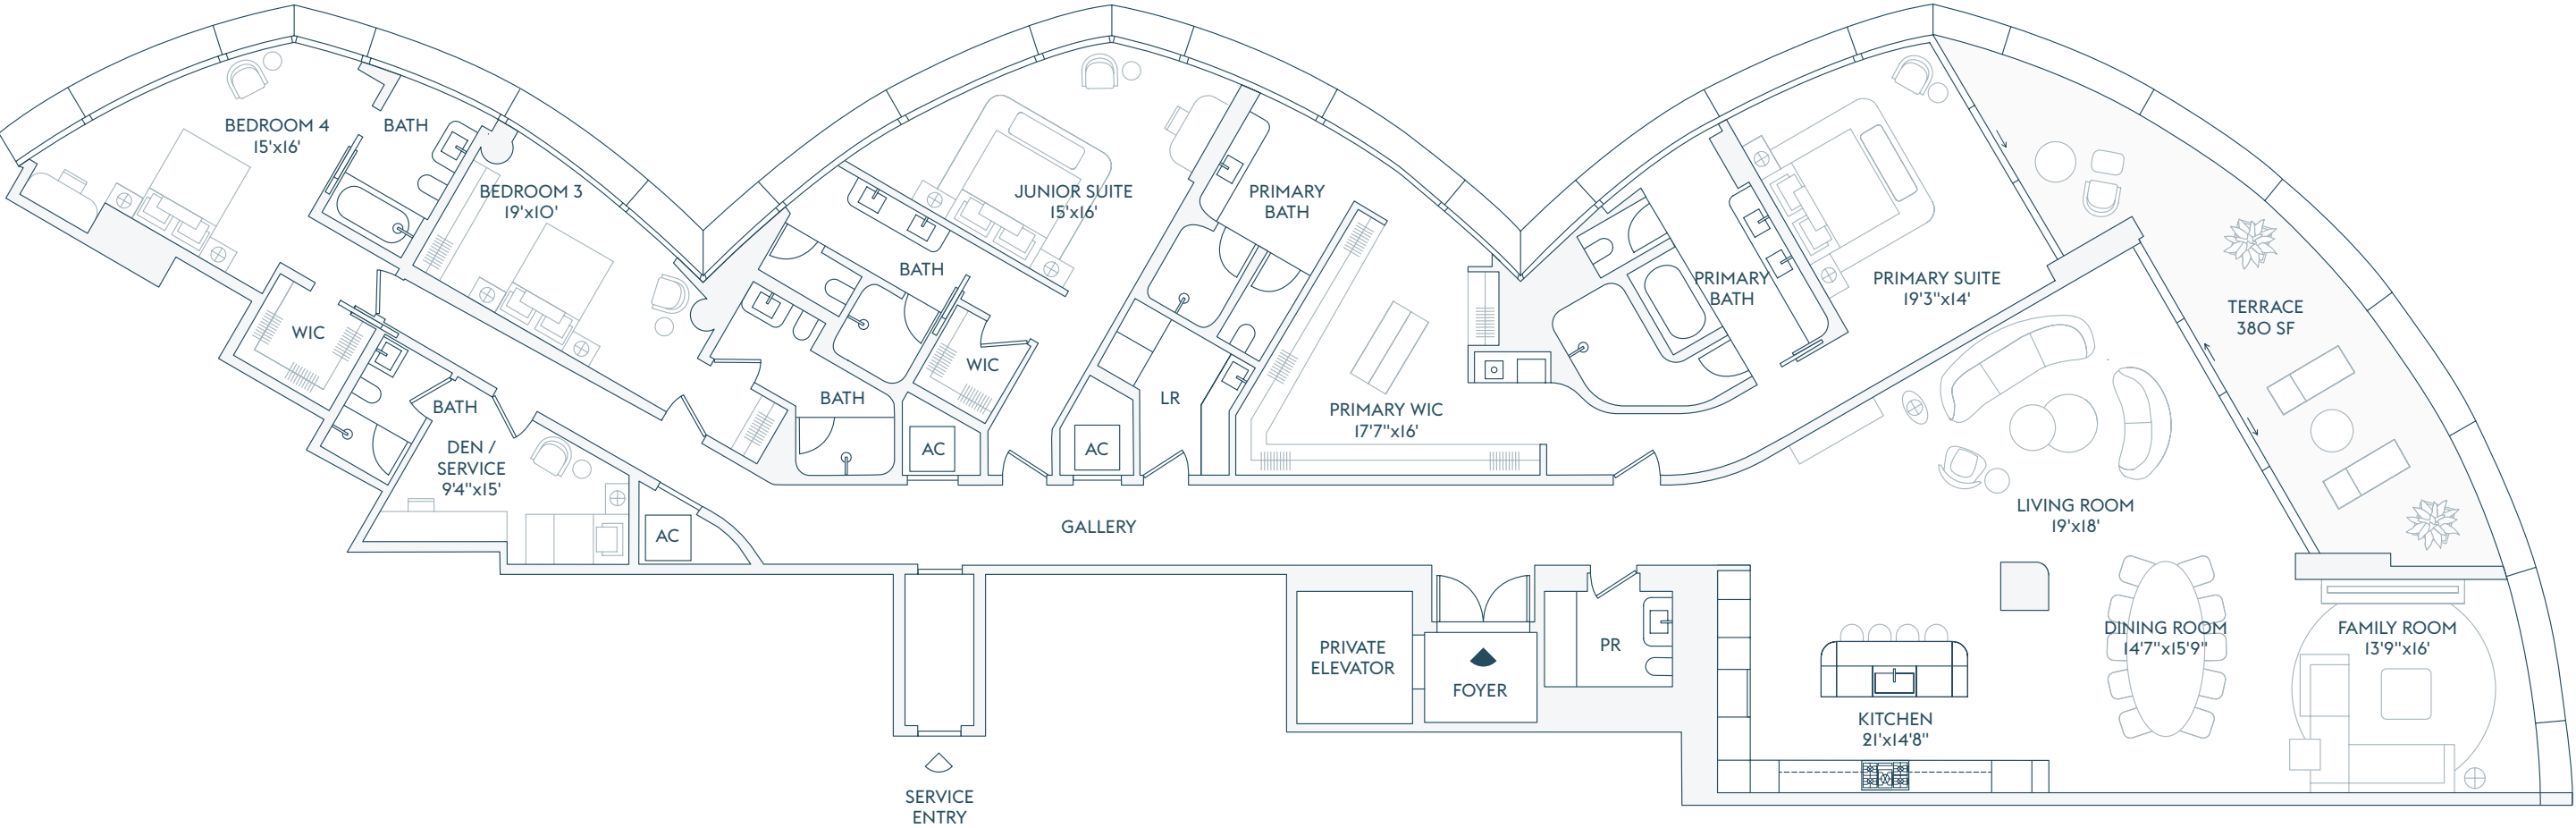 BEDROOM 4
15'x16'
BATH
BEDROOM 3
19'x10'
JUNIOR SUITE
15'x16'
PRIMARY
BATH
BATH
PRIMARY
BATH
PRIMARY SUITE
19'3"x14'
TERRACE
380 SF
WIC
WIC
BATH
BATH
LR
PRIMARY WIC
17'7"x16'
DEN /
SERVICE
9'4"x15'
AC
AC
AC
GALLERY
LIVING ROOM
19'x18'
PRIVATE
ELEVATOR
FOYER
PR
DINING ROOM
14'7"x15'9"
FAMILY ROOM
13'9"x16'
KITCHEN
21'x14'8"
SERVICE
ENTRY